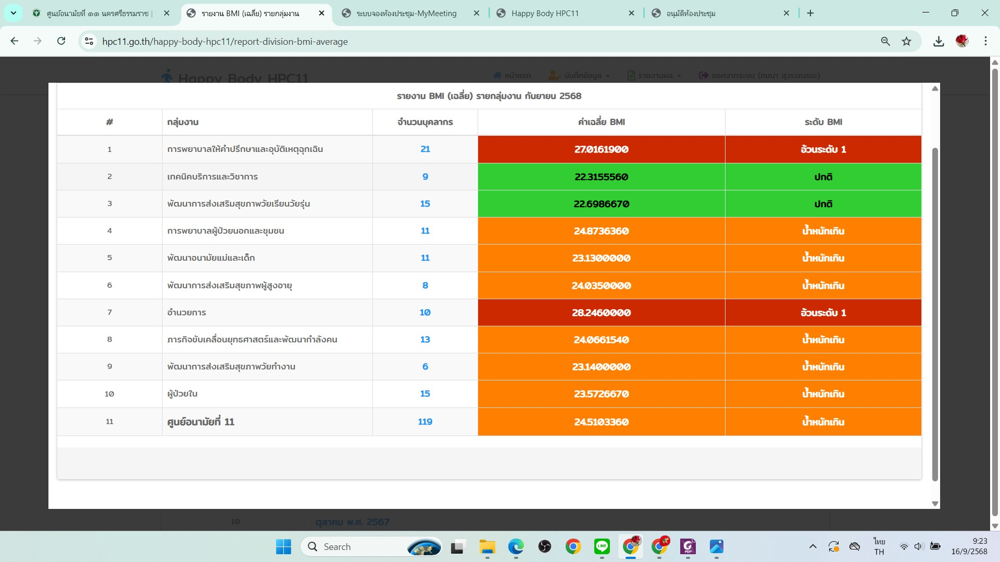 ศูนย์อนามัยที่ ๑๑ นครศรีธรรมราช |
รายงาน BMI (เฉลี่ย) รายกลุ่มงาน
ระบบจองห้องประชุม-MyMeeting
Happy Body HPC11
อนุมัติห้องประชุม
hpc11.go.th/happy-body-hpc11/report-division-bmi-average
Happy Body HPC11
หน้าแรก
บันทึกข้อมูล
รายงานผล
ออกจากระบบ (กษมา สุวรรณธนะ)
รายงาน BMI (เฉลี่ย) รายกลุ่มงาน กันยายน 2568
# กลุ่มงาน จำนวนบุคลากร ค่าเฉลี่ย BMI ระดับ BMI
1 การพยาบาลให้คำปรึกษาและอุบัติเหตุฉุกเฉิน 21 27.0161900 อ้วนระดับ 1
2 เทคนิคบริการและวิชาการ 9 22.3155560 ปกติ
3 พัฒนาการส่งเสริมสุขภาพวัยเรียนวัยรุ่น 15 22.6986670 ปกติ
4 การพยาบาลผู้ป่วยนอกและชุมชน 11 24.8736360 น้ำหนักเกิน
5 พัฒนาอนามัยแม่และเด็ก 11 23.1300000 น้ำหนักเกิน
6 พัฒนาการส่งเสริมสุขภาพผู้สูงอายุ 8 24.0350000 น้ำหนักเกิน
7 อำนวยการ 10 28.2460000 อ้วนระดับ 1
8 ภารกิจขับเคลื่อนยุทธศาสตร์และพัฒนากำลังคน 13 24.0661540 น้ำหนักเกิน
9 พัฒนาการส่งเสริมสุขภาพวัยทำงาน 6 23.1400000 น้ำหนักเกิน
10 ผู้ป่วยใน 15 23.5726670 น้ำหนักเกิน
11 ศูนย์อนามัยที่ 11 119 24.5103360 น้ำหนักเกิน
10 ตุลาคม พ.ศ. 2567
Search
LINE
PDF
ไทย
TH
9:23
16/9/2568